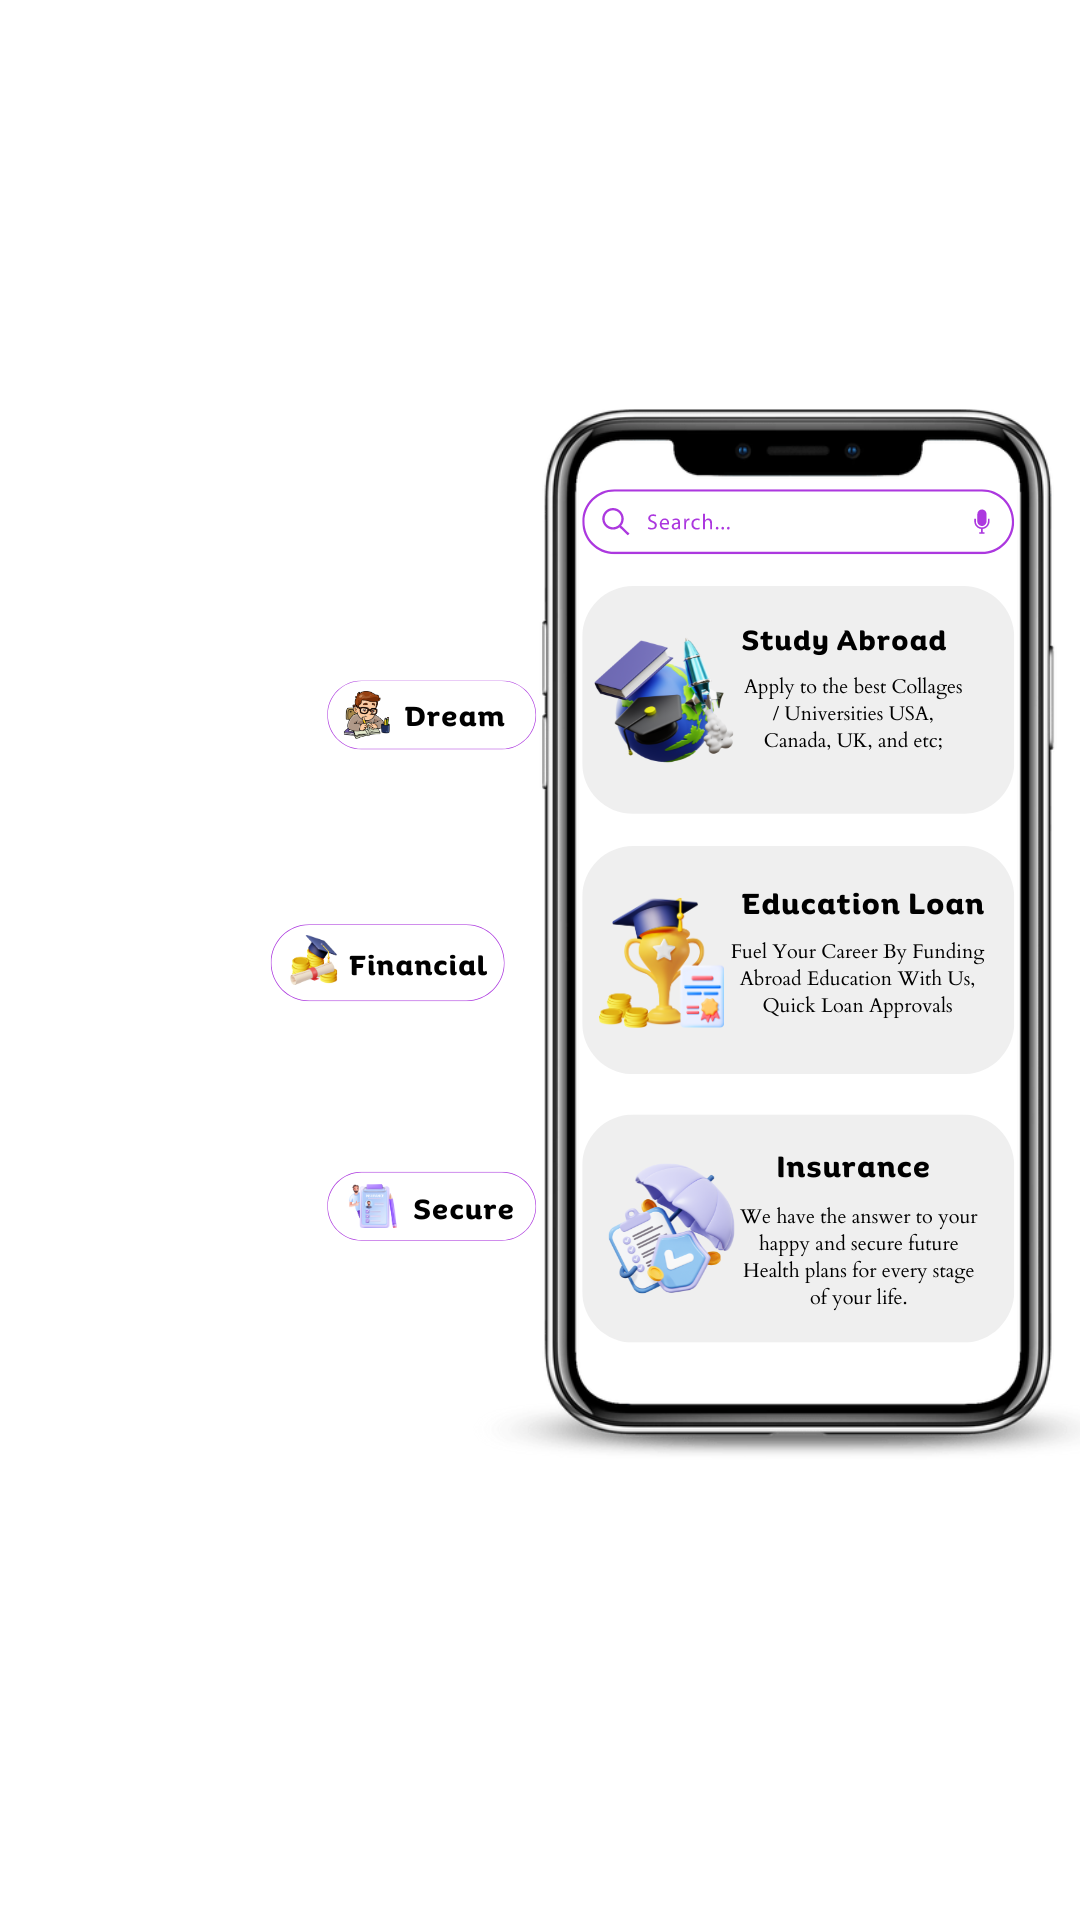 Search...
Study Abroad
Apply to the best Collages
/ Universities USA,
Canada, UK, and etc;
Dream
Education Loan
Fuel Your Career By Funding
Abroad Education With Us,
Quick Loan Approvals
Financial
Insurance
We have the answer to your
happy and secure future
Health plans for every stage
of your life.
Secure